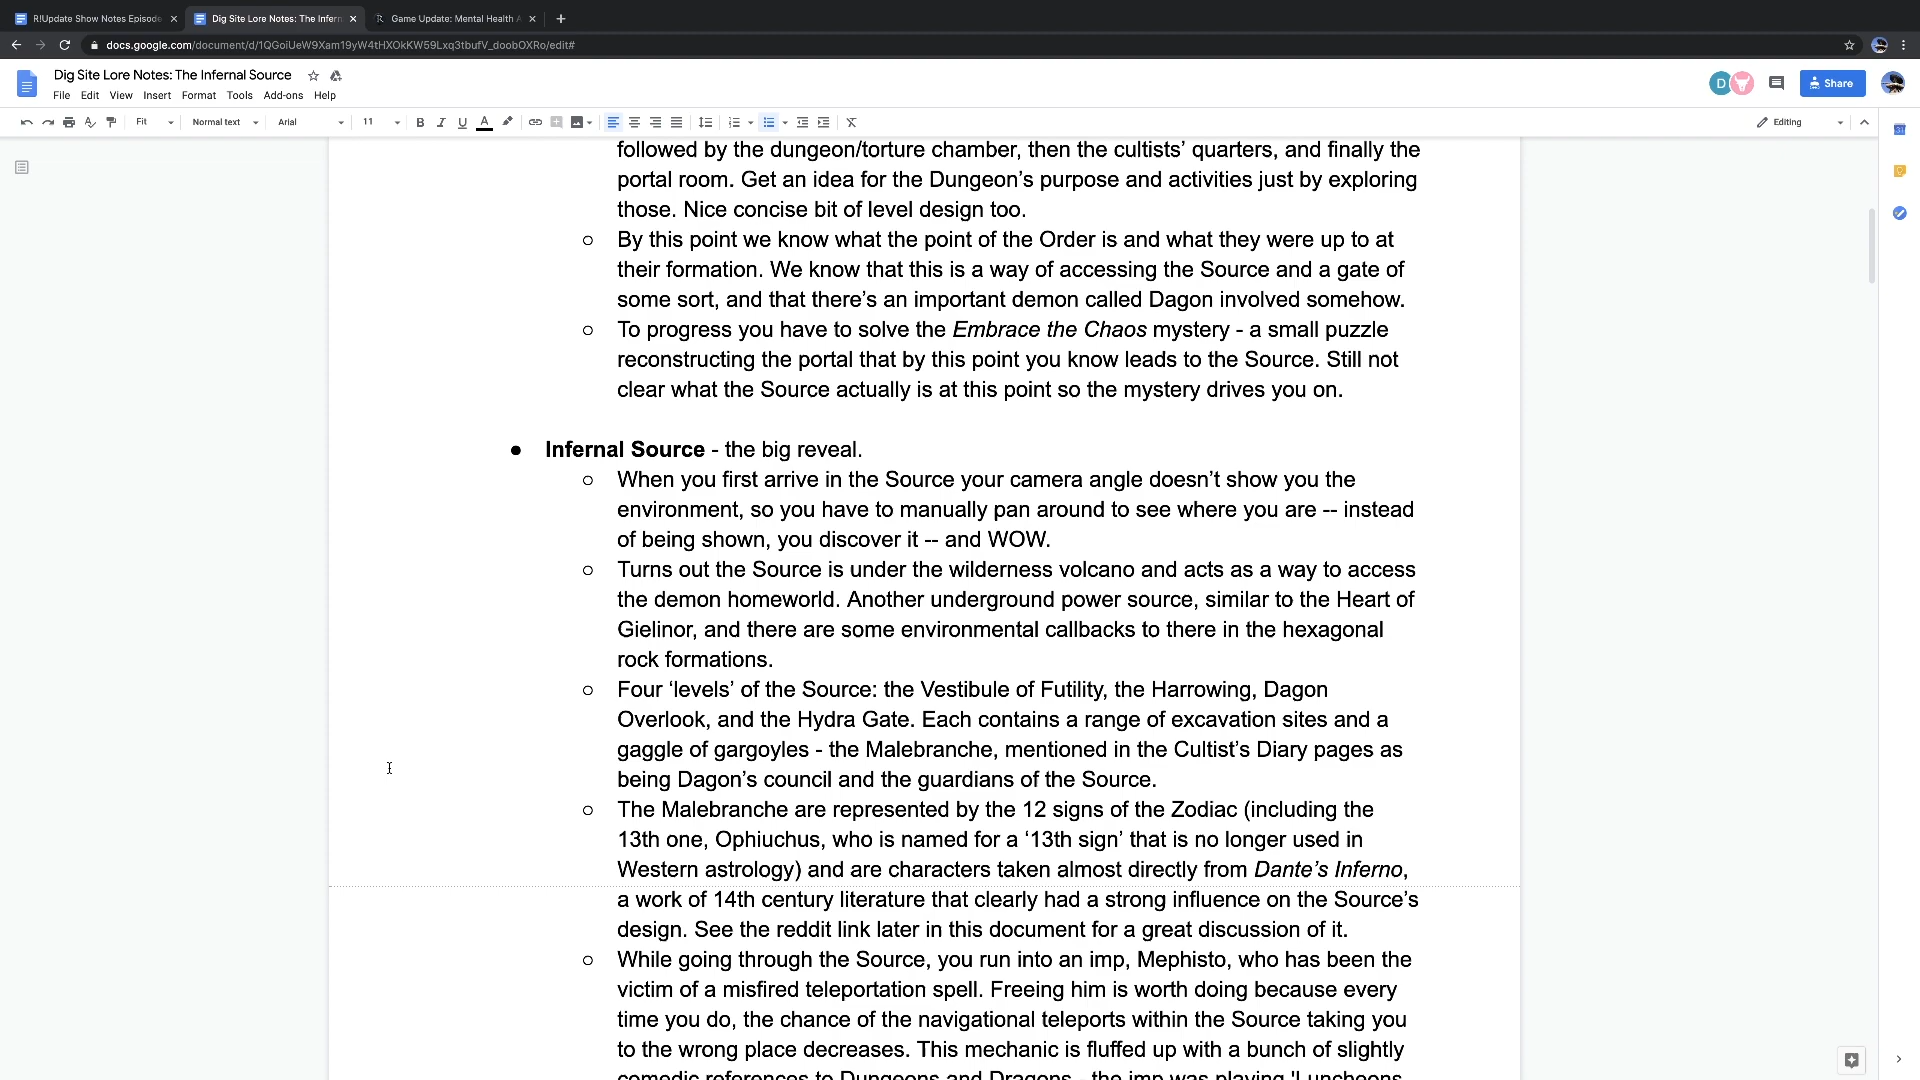 R!Update Show Notes Episode
Dig Site Lore Notes: The Infern
Game Update: Mental Health A
docs.google.com/document/d/1QGoiUeW9Xam19yW4tHXOkKW59Lxq3tbufV_doobOXRo/edit#
Dig Site Lore Notes: The Infernal Source
File Edit View Insert Format Tools Add-ons Help
D
Share
Fit Normal text Arial 11 B I U A Editing
31
followed by the dungeon/torture chamber, then the cultists’ quarters, and finally the
portal room. Get an idea for the Dungeon’s purpose and activities just by exploring
those. Nice concise bit of level design too.
By this point we know what the point of the Order is and what they were up to at
their formation. We know that this is a way of accessing the Source and a gate of
some sort, and that there’s an important demon called Dagon involved somehow.
To progress you have to solve the Embrace the Chaos mystery - a small puzzle
reconstructing the portal that by this point you know leads to the Source. Still not
clear what the Source actually is at this point so the mystery drives you on.
Infernal Source - the big reveal.
When you first arrive in the Source your camera angle doesn’t show you the
environment, so you have to manually pan around to see where you are -- instead
of being shown, you discover it -- and WOW.
Turns out the Source is under the wilderness volcano and acts as a way to access
the demon homeworld. Another underground power source, similar to the Heart of
Gielinor, and there are some environmental callbacks to there in the hexagonal
rock formations.
Four ‘levels’ of the Source: the Vestibule of Futility, the Harrowing, Dagon
Overlook, and the Hydra Gate. Each contains a range of excavation sites and a
gaggle of gargoyles - the Malebranche, mentioned in the Cultist’s Diary pages as
being Dagon’s council and the guardians of the Source.
The Malebranche are represented by the 12 signs of the Zodiac (including the
13th one, Ophiuchus, who is named for a ‘13th sign’ that is no longer used in
Western astrology) and are characters taken almost directly from Dante’s Inferno,
a work of 14th century literature that clearly had a strong influence on the Source’s
design. See the reddit link later in this document for a great discussion of it.
While going through the Source, you run into an imp, Mephisto, who has been the
victim of a misfired teleportation spell. Freeing him is worth doing because every
time you do, the chance of the navigational teleports within the Source taking you
to the wrong place decreases. This mechanic is fluffed up with a bunch of slightly
comedic references to Dungeons and Dragons - the imp was playing 'Luncheons